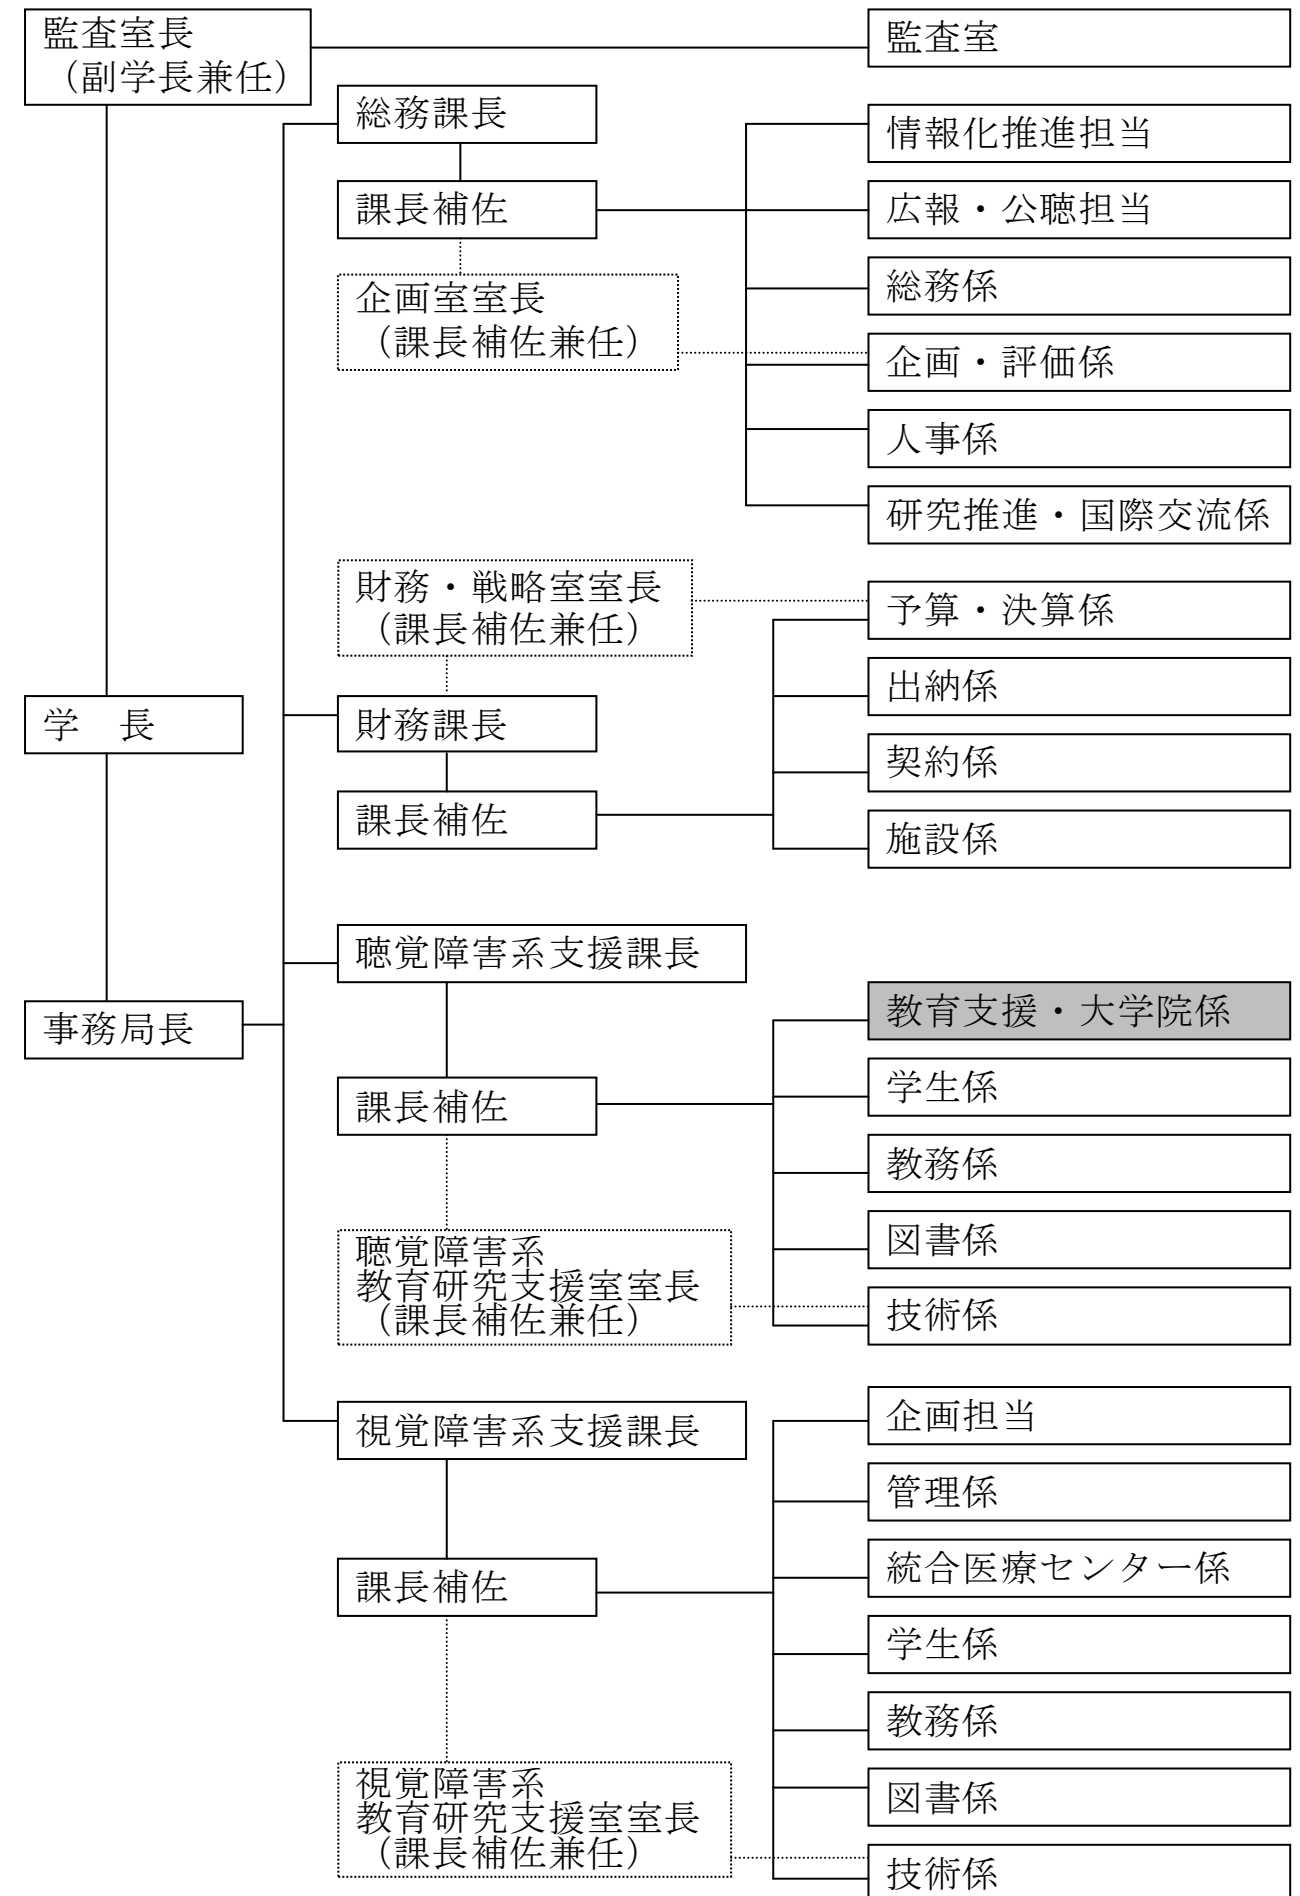 監査室長
（副学長兼任）
監査室
総務課長
課長補佐
企画室室長
（課長補佐兼任）
情報化推進担当
広報・公聴担当
総務係
企画・評価係
人事係
研究推進・国際交流係
財務・戦略室室長
（課長補佐兼任）
学　長
財務課長
課長補佐
予算・決算係
出納係
契約係
施設係
事務局長
聴覚障害系支援課長
課長補佐
聴覚障害系
教育研究支援室室長
（課長補佐兼任）
教育支援・大学院係
学生係
教務係
図書係
技術係
視覚障害系支援課長
課長補佐
視覚障害系
教育研究支援室室長
（課長補佐兼任）
企画担当
管理係
統合医療センター係
学生係
教務係
図書係
技術係